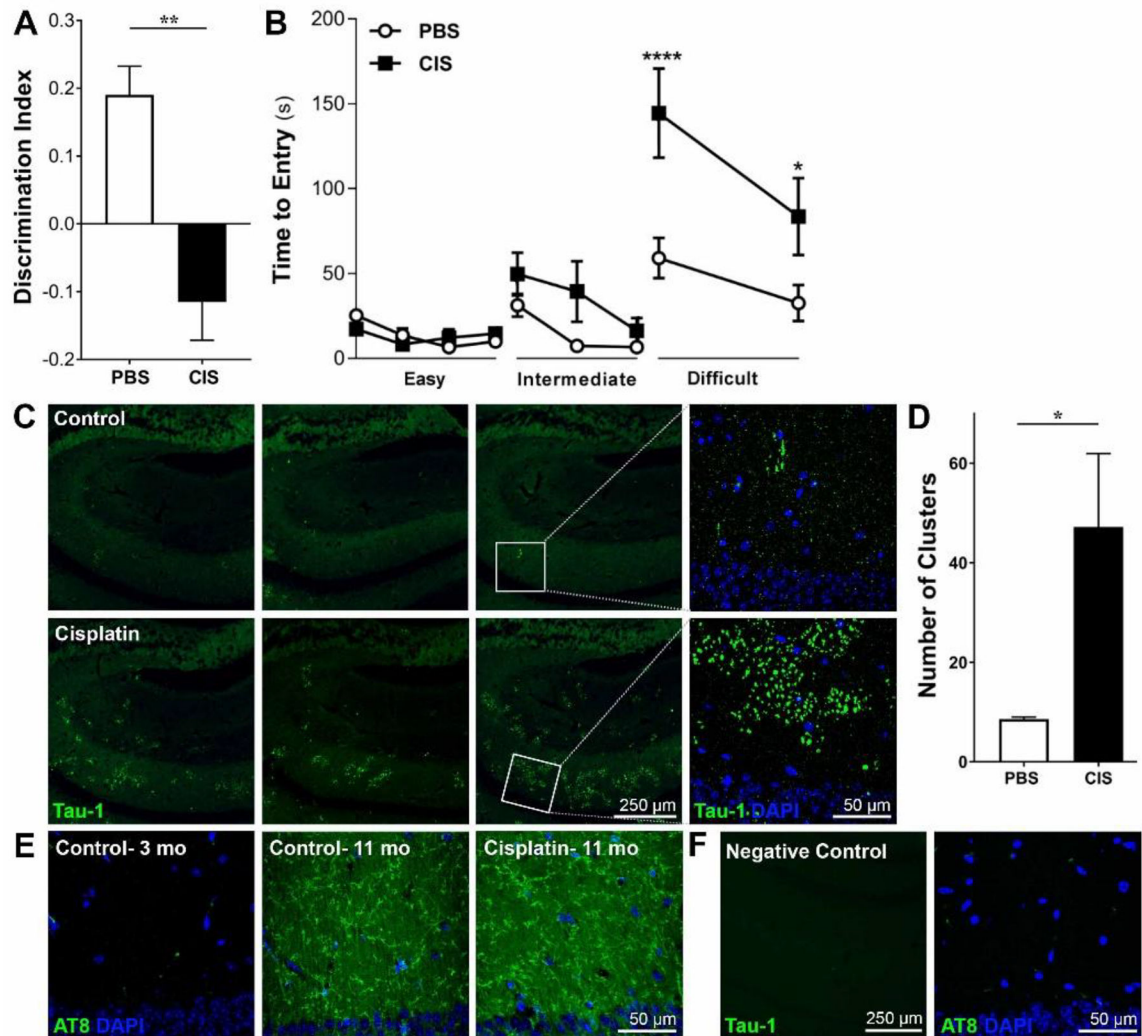 A
0.3
**
0.2
0.1
0.0
-0.1
-0.2
Discrimination Index
PBS
CIS
B
200
150
100
50
0
Time to Entry (s)
PBS
CIS
****
*
Easy
Intermediate
Difficult
C
Control
Cisplatin
Tau-1
250 µm
Tau-1 DAPI
50 µm
D
*
60
40
20
0
Number of Clusters
PBS
CIS
E
Control- 3 mo
Control- 11 mo
Cisplatin- 11 mo
AT8 DAPI
50 µm
F
Negative Control
Tau-1
250 µm
AT8 DAPI
50 µm